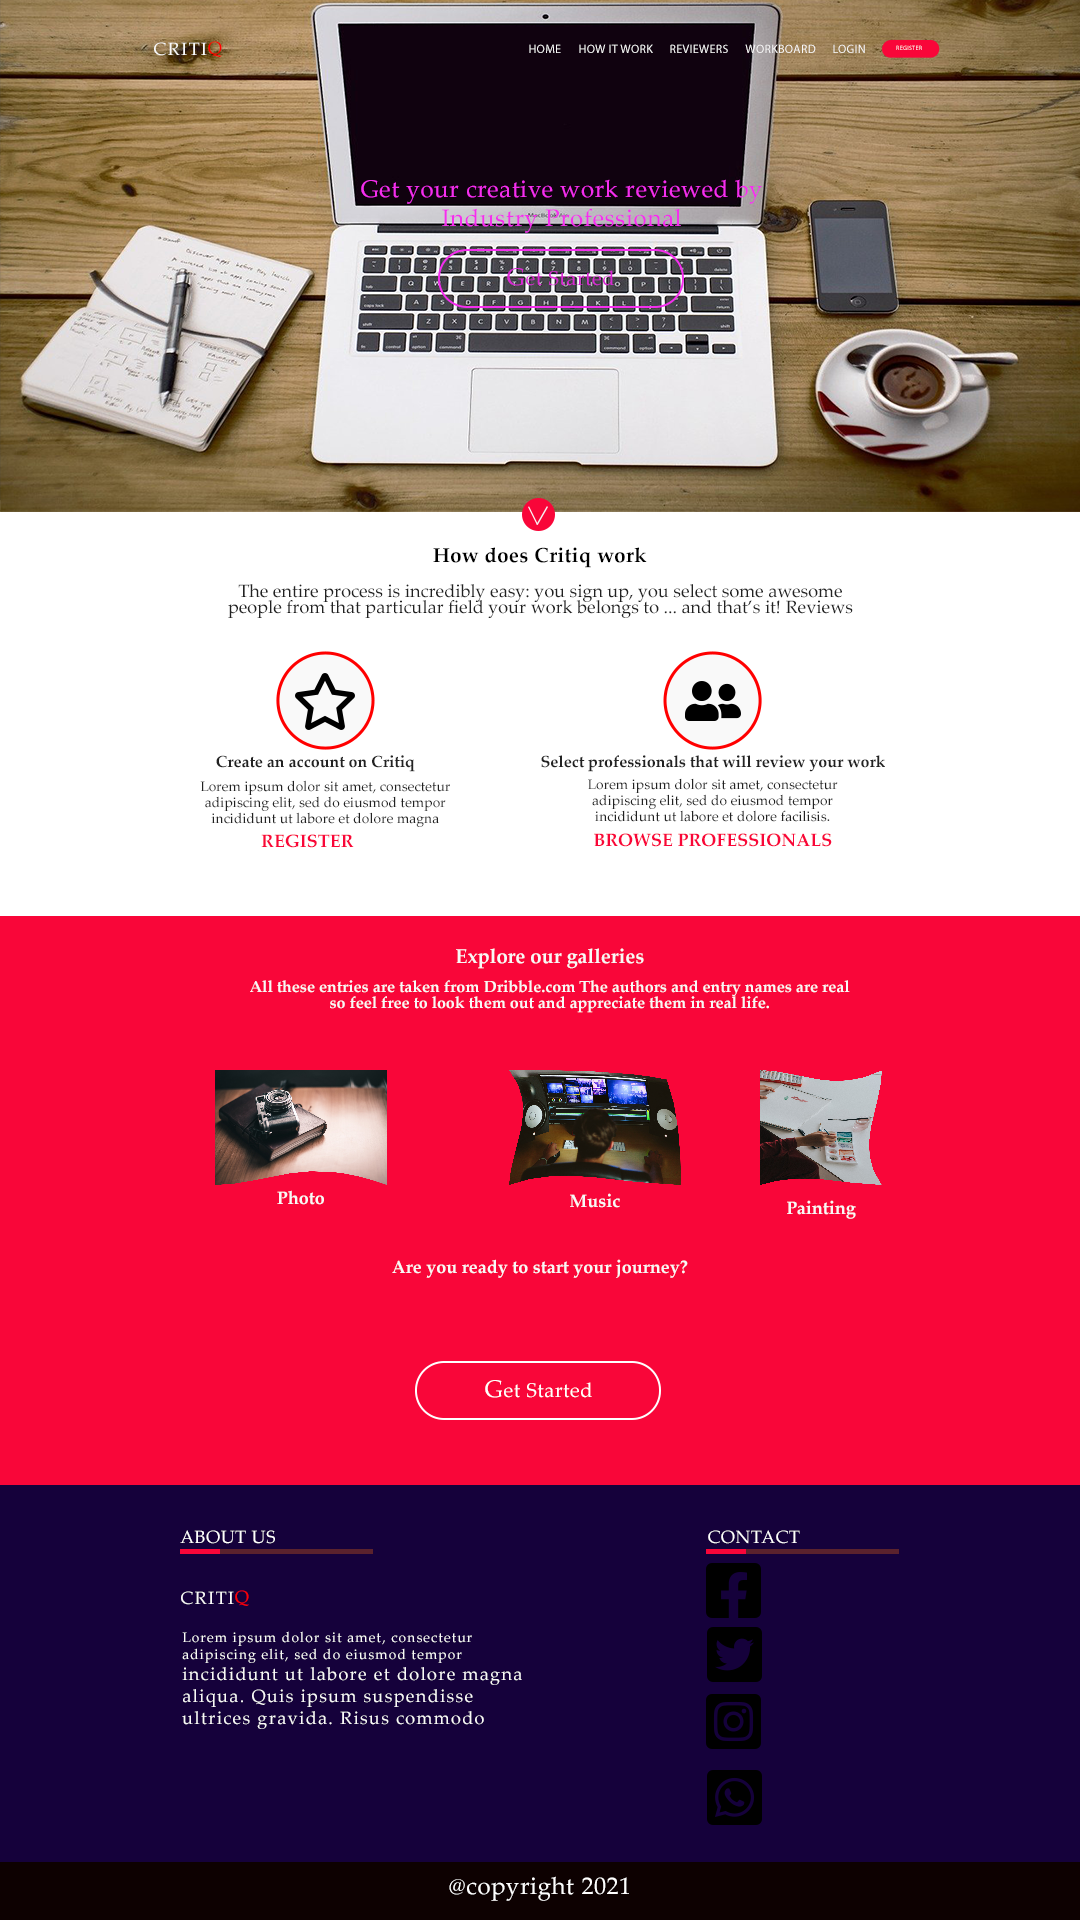 CRITIQ
HOME HOW IT WORK REVIEWERS WORKBOARD LOGIN REGISTER
Get your creative work reviewed by
Industry Professional
Get Started
How does Critiq work
The entire process is incredibly easy: you sign up, you select some awesome
people from that particular field your work belongs to ... and that's it! Reviews
Create an account on Critiq
Lorem ipsum dolor sit amet, consectetur
adipiscing elit, sed do eiusmod tempor
incididunt ut labore et dolore magna
REGISTER
Select professionals that will review your work
Lorem ipsum dolor sit amet, consectetur
adipiscing elit, sed do eiusmod tempor
incididunt ut labore et dolore facilisis.
BROWSE PROFESSIONALS
Explore our galleries
All these entries are taken from Dribble.com The authors and entry names are real
so feel free to look them out and appreciate them in real life.
Photo
Music
Painting
Are you ready to start your journey?
Get Started
ABOUT US
CRITIQ
Lorem ipsum dolor sit amet, consectetur
adipiscing elit, sed do eiusmod tempor
incididunt ut labore et dolore magna
aliqua. Quis ipsum suspendisse
ultrices gravida. Risus commodo
CONTACT
@copyright 2021